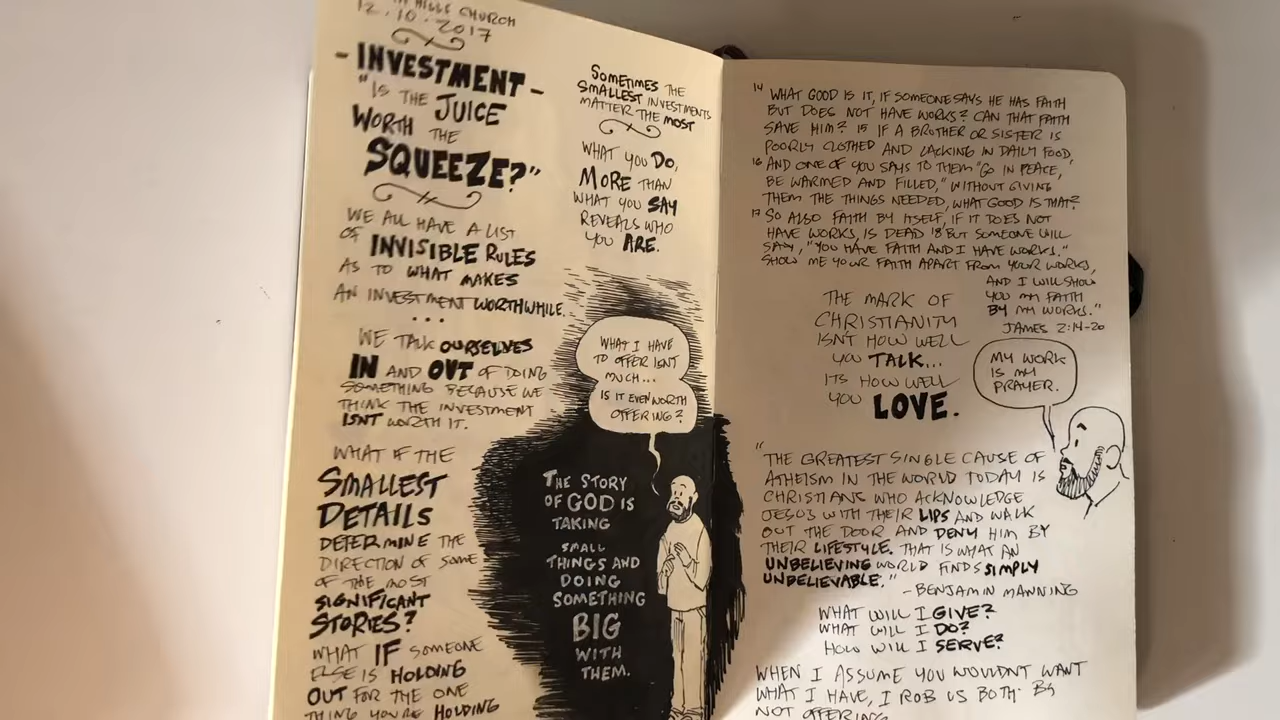 HILLS CHURCH
12.10.2017
- INVESTMENT -
"IS THE JUICE
WORTH THE
SQUEEZE?"
WE ALL HAVE A LIST
OF INVISIBLE RULES
AS TO WHAT MAKES
AN INVESTMENT WORTHWHILE.
...
WE TALK OURSELVES
IN AND OUT OF DOING
SOMETHING BECAUSE WE
THINK THE INVESTMENT
ISNT WORTH IT.
WHAT IF THE
SMALLEST
DETAILS
DETERMINE THE
DIRECTION OF SOME
OF THE MOST
SIGNIFICANT
STORIES?
WHAT IF SOMEONE
ELSE IS HOLDING
OUT FOR THE ONE
THING YOU'RE HOLDING
SOMETIMES THE
SMALLEST INVESTMENTS
MATTER THE MOST
WHAT YOU DO,
MORE THAN
WHAT YOU SAY
REVEALS WHO
YOU ARE.
WHAT I HAVE
TO OFFER ISN'T
MUCH...
IS IT EVEN WORTH
OFFERING?
THE STORY
OF GOD IS
TAKING
SMALL
THINGS AND
DOING
SOMETHING
BIG
WITH
THEM.
14 WHAT GOOD IS IT, IF SOMEONE SAYS HE HAS FAITH
BUT DOES NOT HAVE WORKS? CAN THAT FAITH
SAVE HIM? 15 IF A BROTHER OR SISTER IS
POORLY CLOTHED AND LACKING IN DAILY FOOD,
16 AND ONE OF YOU SAYS TO THEM "GO IN PEACE,
BE WARMED AND FILLED," WITHOUT GIVING
THEM THE THINGS NEEDED, WHAT GOOD IS THAT?
17 SO ALSO FAITH BY ITSELF, IF IT DOES NOT
HAVE WORKS, IS DEAD 18 BUT SOMEONE WILL
SAY, "YOU HAVE FAITH AND I HAVE WORKS."
SHOW ME YOUR FAITH APART FROM YOUR WORKS,
AND I WILL SHOW
YOU MY FAITH
BY MY WORKS."
JAMES 2:14-20
THE MARK OF
CHRISTIANITY
ISN'T HOW WELL
YOU TALK...
ITS HOW WELL
YOU LOVE.
MY WORK
IS MY
PRAYER.
"THE GREATEST SINGLE CAUSE OF
ATHEISM IN THE WORLD TODAY IS
CHRISTIANS WHO ACKNOWLEDGE
JESUS WITH THEIR LIPS AND WALK
OUT THE DOOR AND DENY HIM BY
THEIR LIFESTYLE. THAT IS WHAT AN
UNBELIEVING WORLD FINDS SIMPLY
UNBELIEVABLE."
- BENJAMIN MANNING
WHAT WILL I GIVE?
WHAT WILL I DO?
HOW WILL I SERVE?
WHEN I ASSUME YOU WOULDNT WANT
WHAT I HAVE, I ROB US BOTH BY
NOT OFFERING